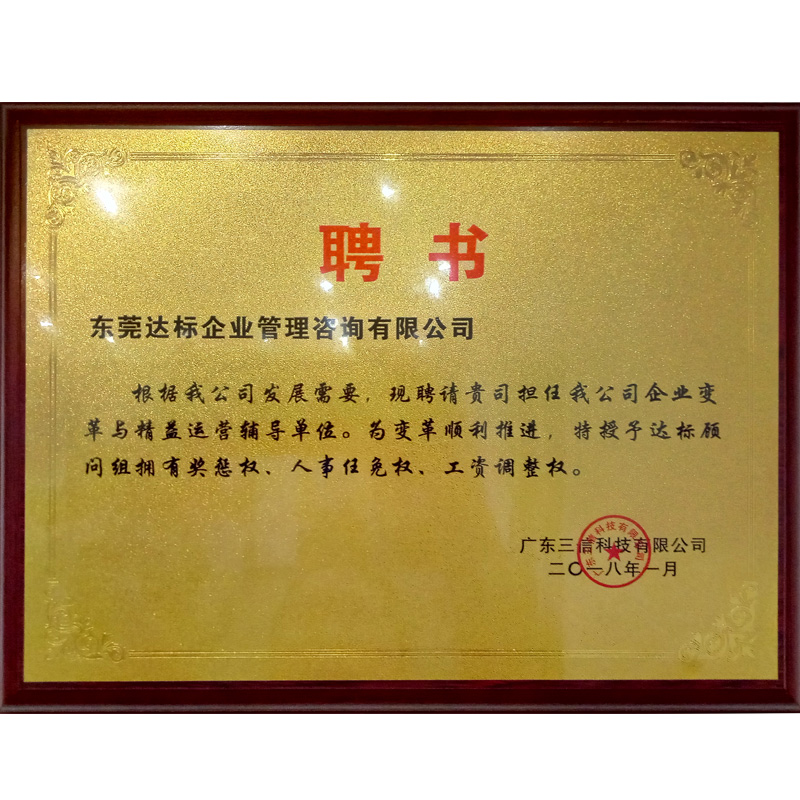 聘 书
东莞达标企业管理咨询有限公司
根据我公司发展需要，现聘请贵司担任我公司企业变
革与精益运营辅导单位。为变革顺利推进，特授予达标顾
问组拥有奖惩权、人事任免权、工资调整权。
广东三信科技有限公司
二〇一八年一月